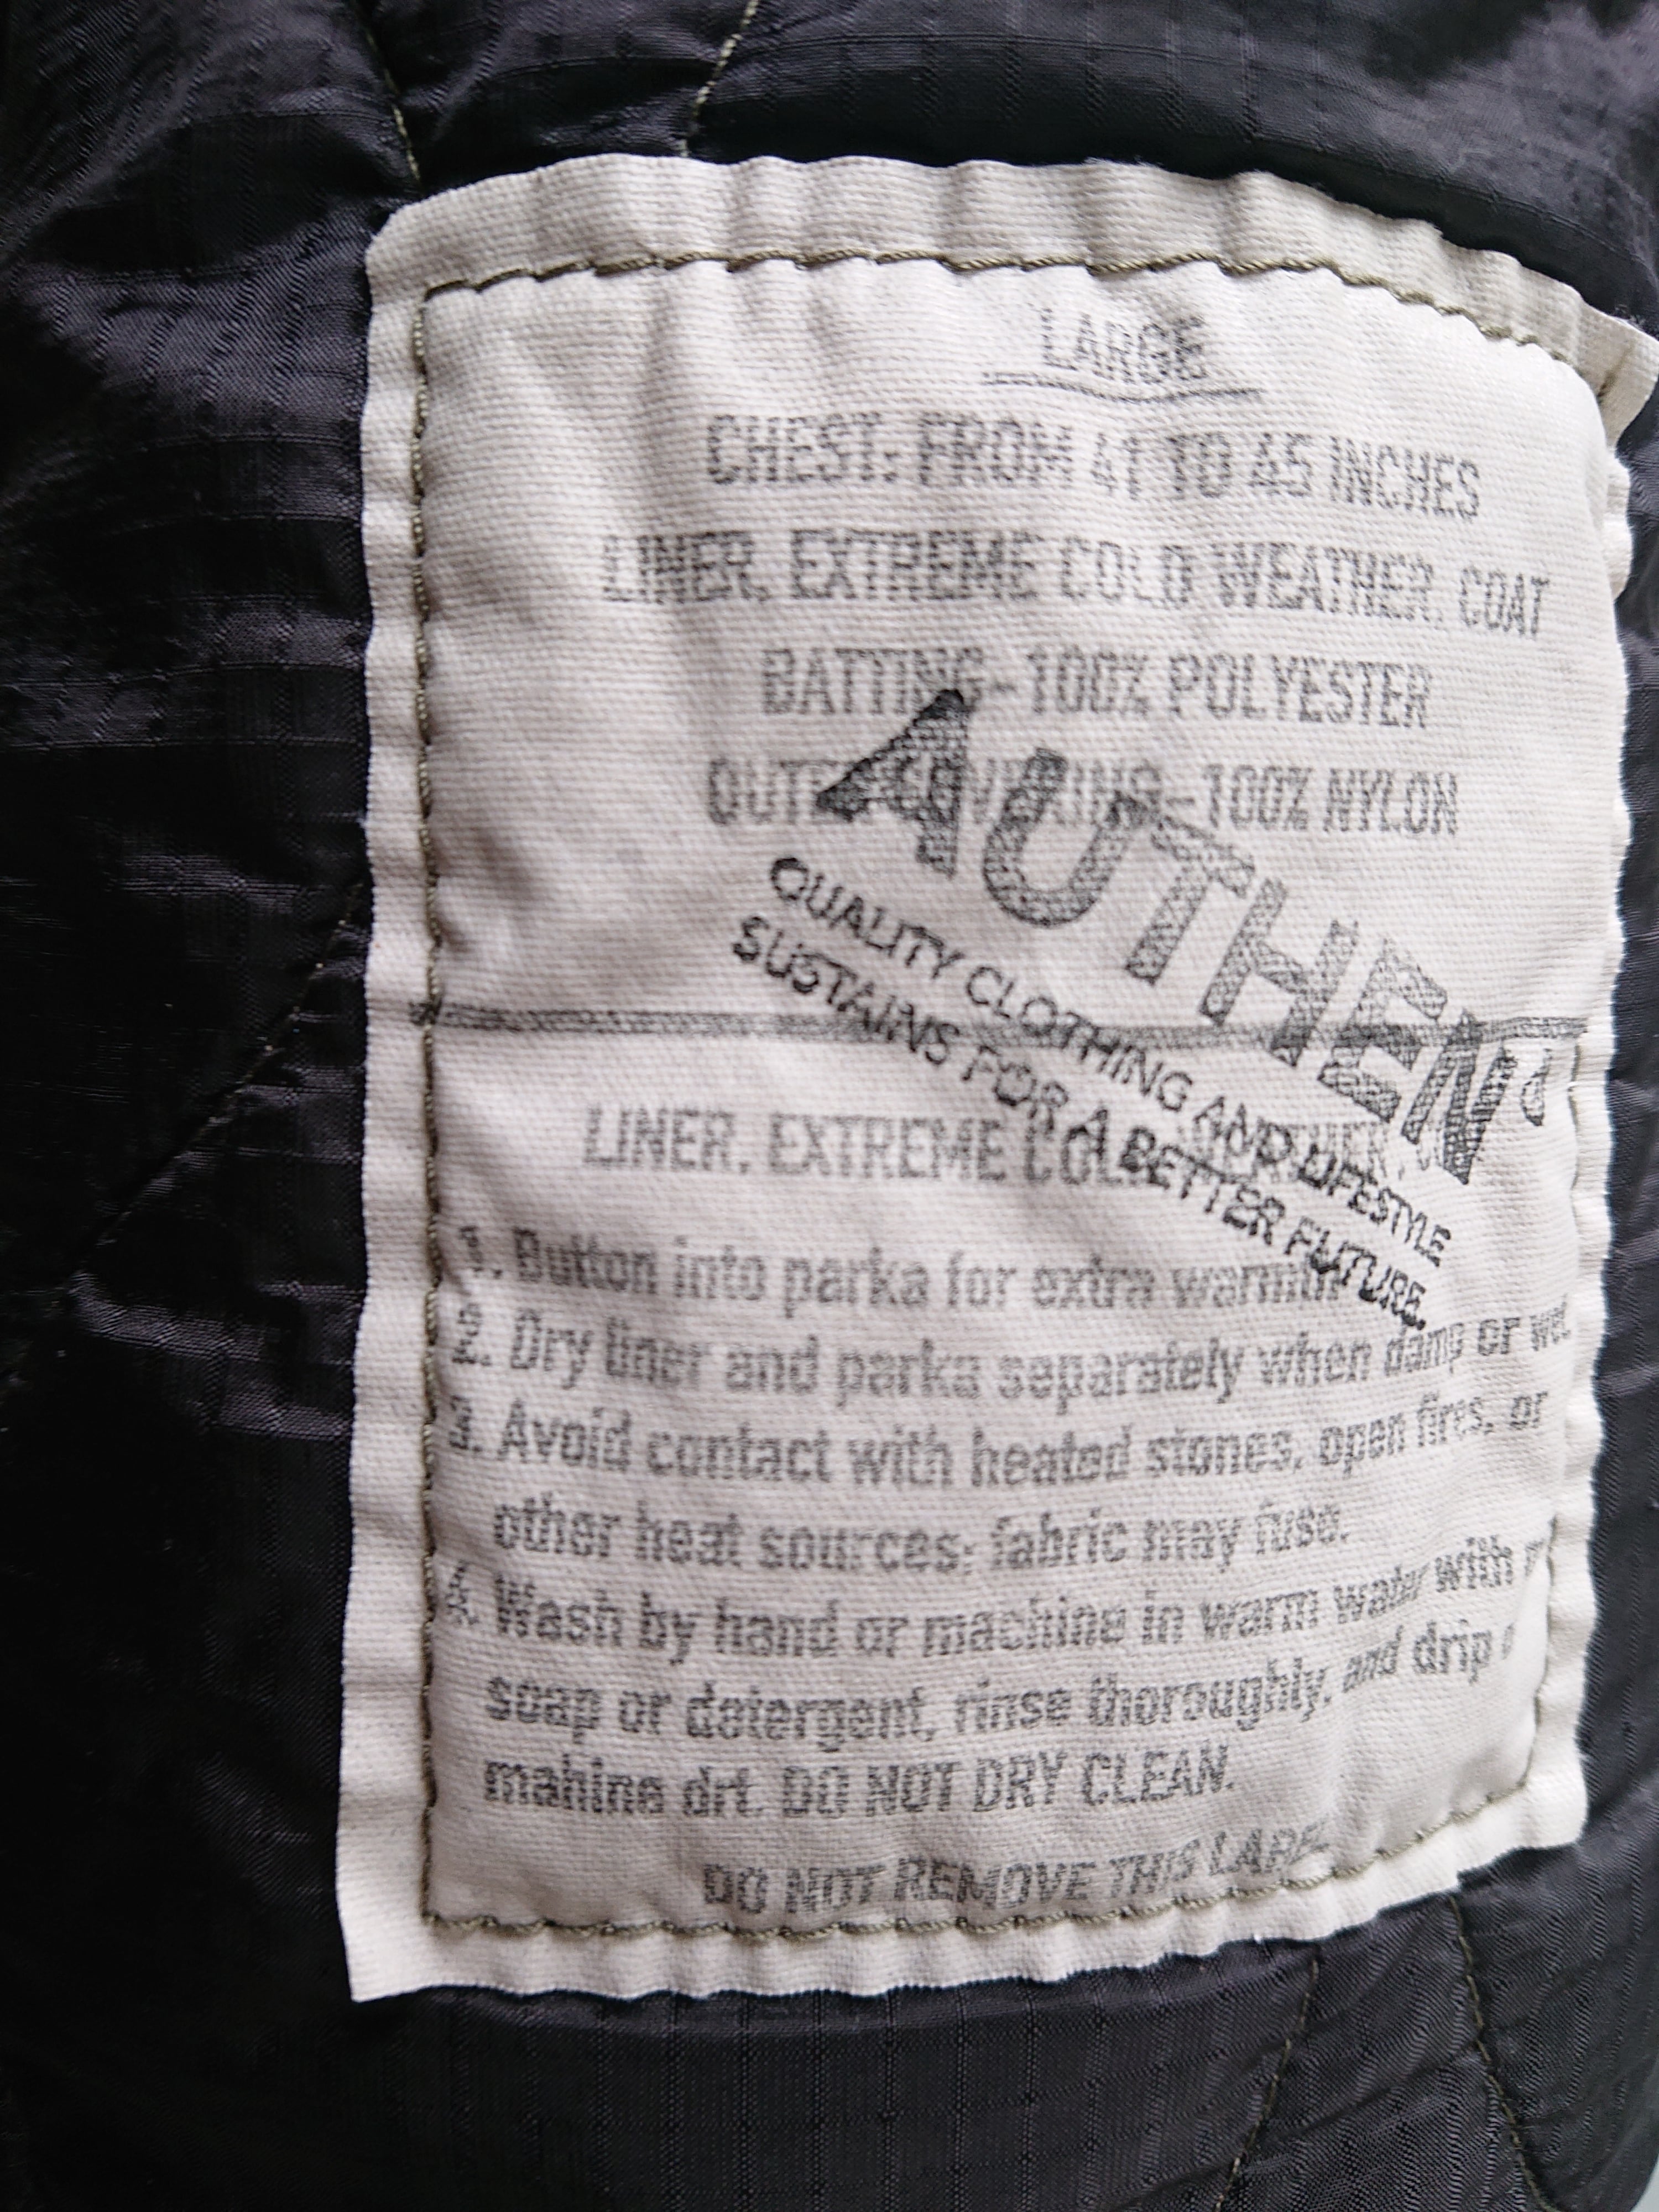 LARGE
CHEST: FROM 41 TO 45 INCHES
LINER, EXTREME COLD WEATHER, COAT
BATTING-100% POLYESTER
100% NYLON
AUTHEN
QUALITY CLOTHING AND LIFESTYLE
SUSTAINS FOR A BETTER FUTURE.
LINER, EXTREME
1. Button into parka for extra warmth
2. Dry liner and parka separately when damp or wet.
3. Avoid contact with heated stones, open fires, or
other heat sources; fabric may fuse.
4. Wash by hand or machine in warm water with
soap or detergent, rinse thoroughly, and drip
mahine drt. DO NOT DRY CLEAN.
DO NOT REMOVE THIS LABEL